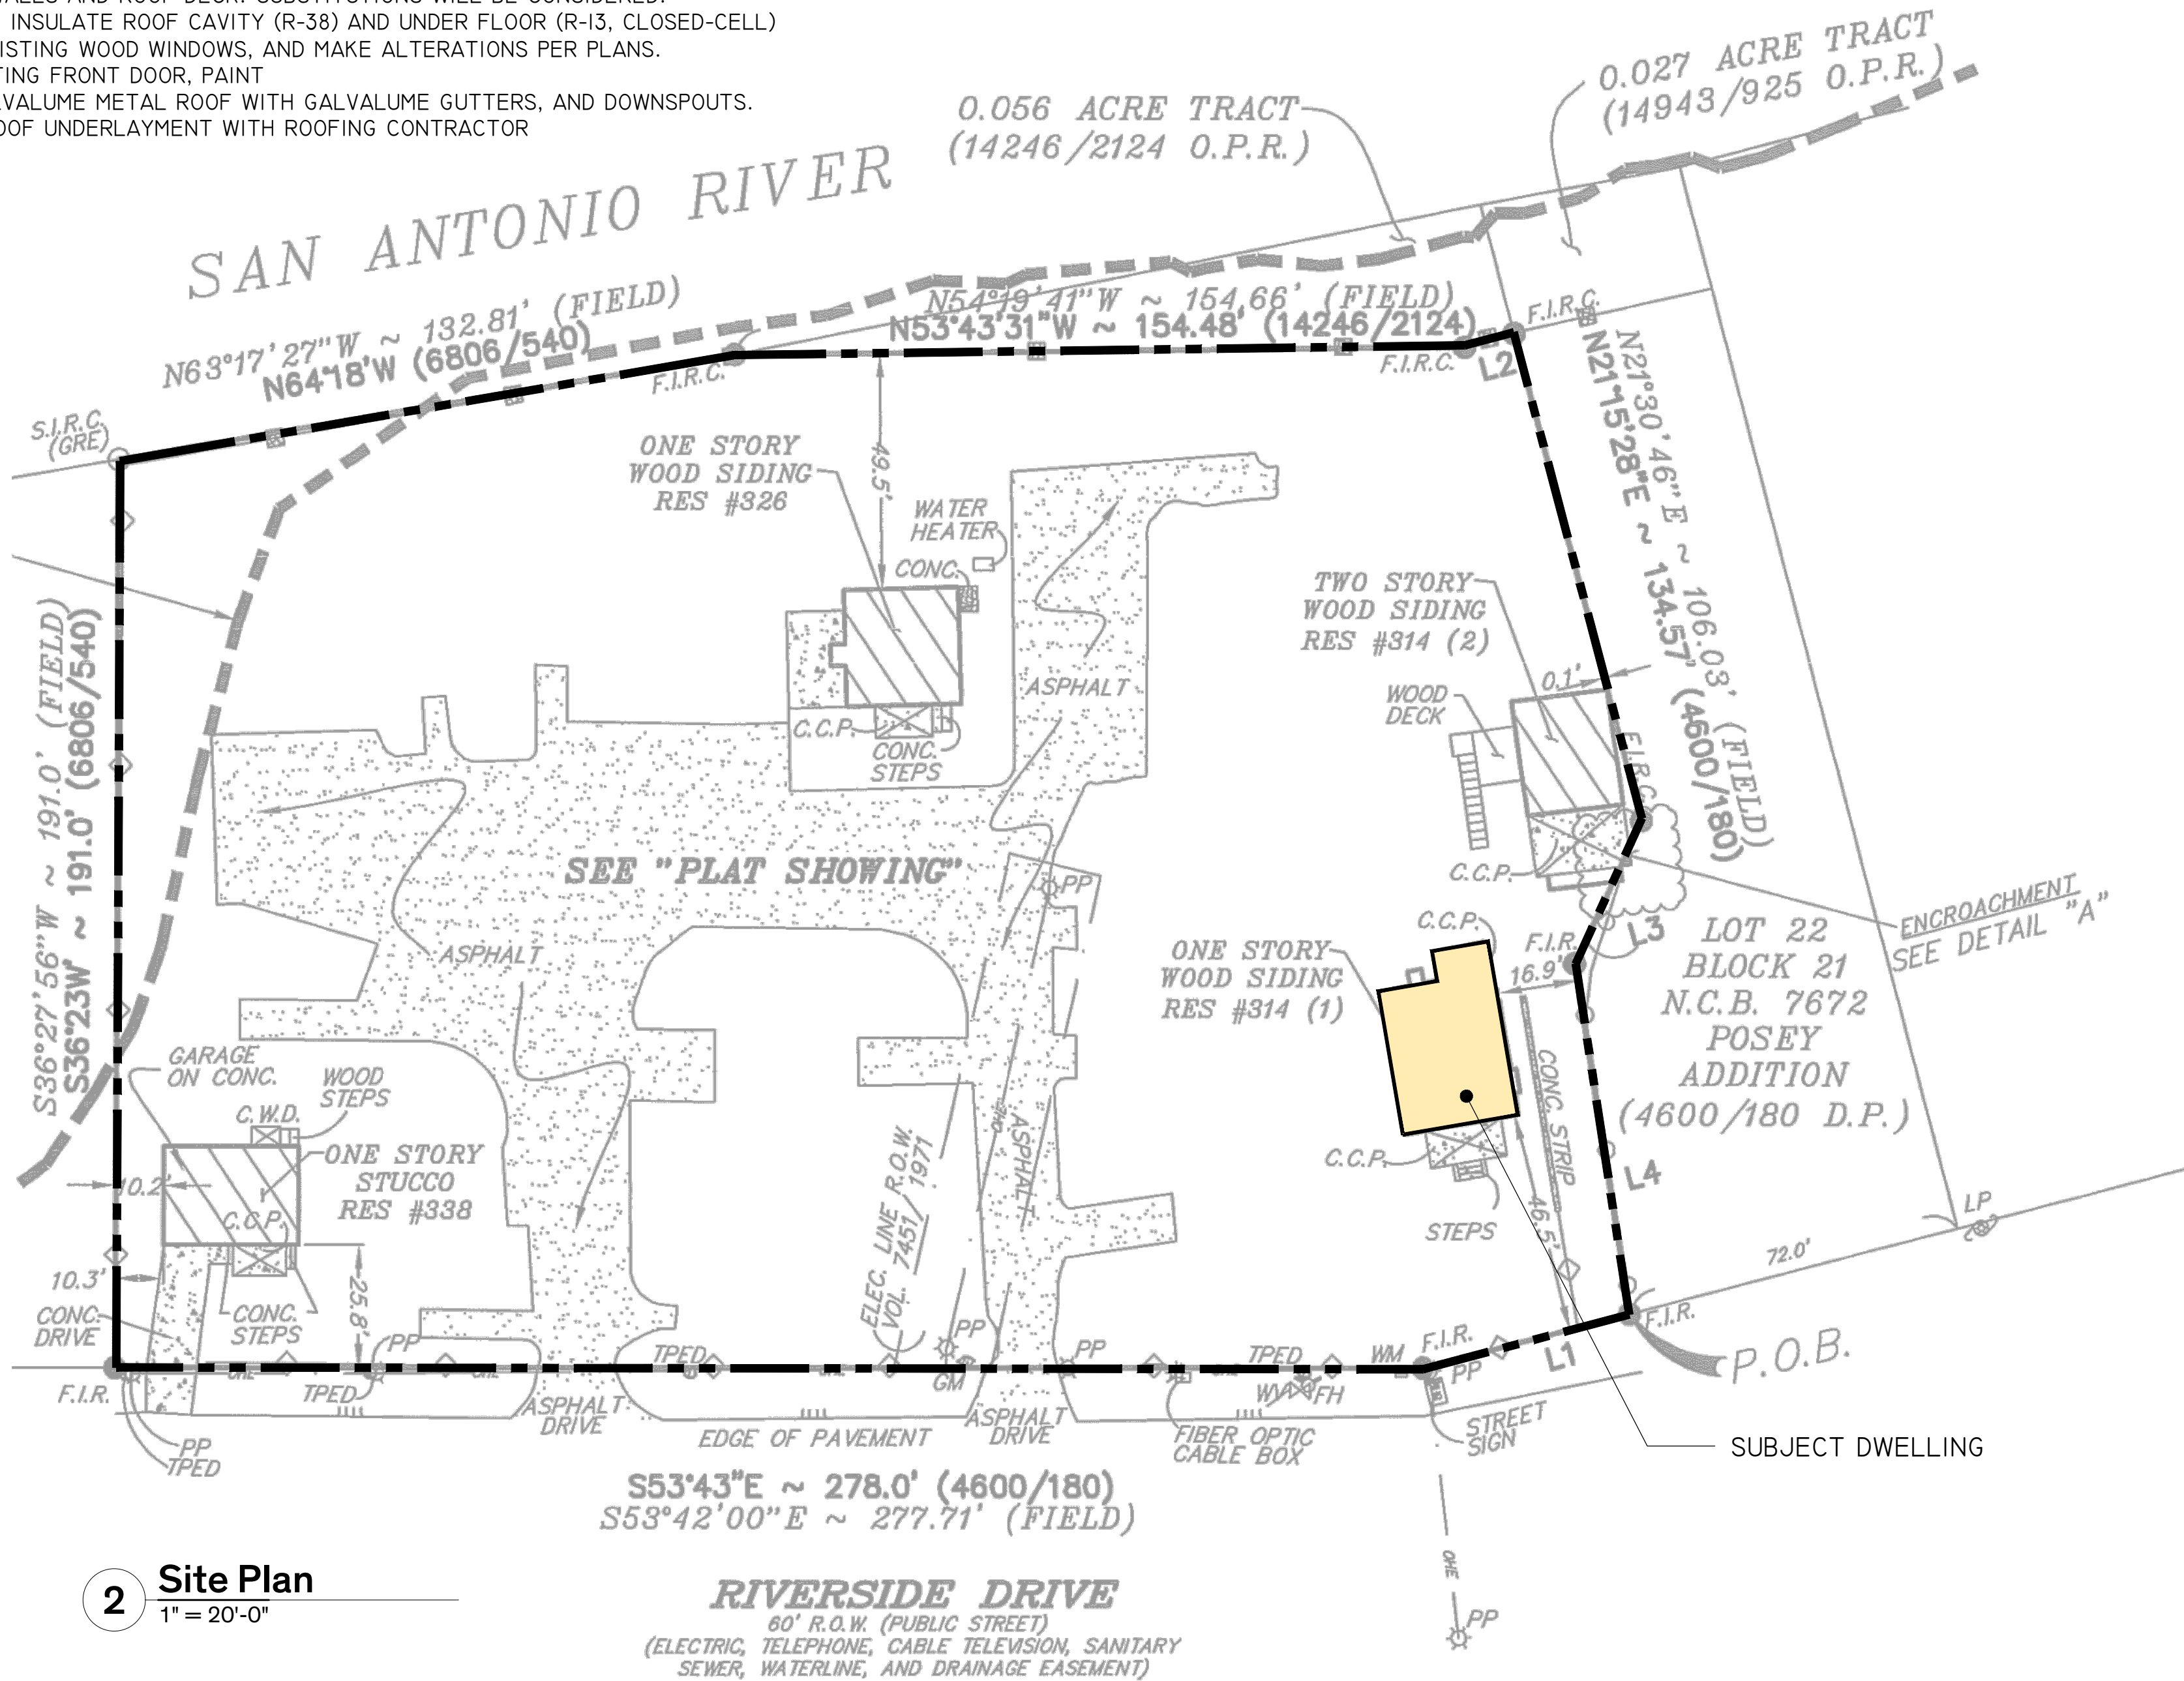 INSULATE ROOF CAVITY (R-38) AND UNDER FLOOR (R-13, CLOSED-CELL)
WOOD WINDOWS, AND MAKE ALTERATIONS PER PLANS.
FRONT DOOR, PAINT
METAL ROOF WITH GALVALUME GUTTERS, AND DOWNSPOUTS.
UNDERLAYMENT WITH ROOFING CONTRACTOR
0.027 ACRE TRACT
(14943/925 O.P.R.)
0.056 ACRE TRACT
(14246/2124 O.P.R.)
SAN ANTONIO RIVER
N63°17'27"W ~ 132.81' (FIELD)
N64°18'W (6806/540)
N54°19'41"W ~ 154.66' (FIELD)
N53°43'31"W ~ 154.48' (14246/2124)
F.I.R.C.
F.I.R.C.
F.I.R.C.
L2
S.I.R.C.
(GRE)
N21°30'46"E ~ 106.03' (FIELD)
N21°15'28"E ~ 134.57' (4600/180)
49.5'
ONE STORY
WOOD SIDING
RES #326
WATER
HEATER
CONC.
TWO STORY
WOOD SIDING
RES #314 (2)
0.1'
WOOD
DECK
ASPHALT
C.C.P.
CONC.
STEPS
F.I.R.C.
S36°27'56"W ~ 191.0' (FIELD)
S36°23W' ~ 191.0' (6806/540)
SEE "PLAT SHOWING"
PP
C.C.P.
ENCROACHMENT
SEE DETAIL "A"
L3
C.C.P.
F.I.R.
16.9'
ONE STORY
WOOD SIDING
RES #314 (1)
LOT 22
BLOCK 21
N.C.B. 7672
POSEY
ADDITION
(4600/180 D.P.)
ASPHALT
GARAGE
ON CONC.
WOOD
STEPS
C.W.D.
ONE STORY
STUCCO
RES #338
10.2'
C.C.P.
ELEC. LINE R.O.W.
VOL. 7451/1971
OHE
ASPHALT
C.C.P.
CONC. STRIP
STEPS
46.5'
L4
LP
72.0'
10.3'
25.8'
CONC.
DRIVE
CONC.
STEPS
PP
TPED
PP
GM
PP
TPED
WM
F.I.R.
PP
L1
F.I.R.
P.O.B.
F.I.R.
TPED
ASPHALT
DRIVE
ASPHALT
DRIVE
WV
FH
STREET
SIGN
PP
TPED
EDGE OF PAVEMENT
FIBER OPTIC
CABLE BOX
SUBJECT DWELLING
S53°43"E ~ 278.0' (4600/180)
S53°42'00"E ~ 277.71' (FIELD)
OHE
PP
2
Site Plan
1" = 20'-0"
RIVERSIDE DRIVE
60' R.O.W. (PUBLIC STREET)
(ELECTRIC, TELEPHONE, CABLE TELEVISION, SANITARY
SEWER, WATERLINE, AND DRAINAGE EASEMENT)